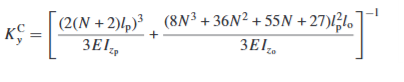 K_y^C = [ (2(N + 2)l_p)^3 / 3EI_{z_p} + (8N^3 + 36N^2 + 55N + 27)l_p^2 l_o / 3EI_{z_o} ]^{-1}